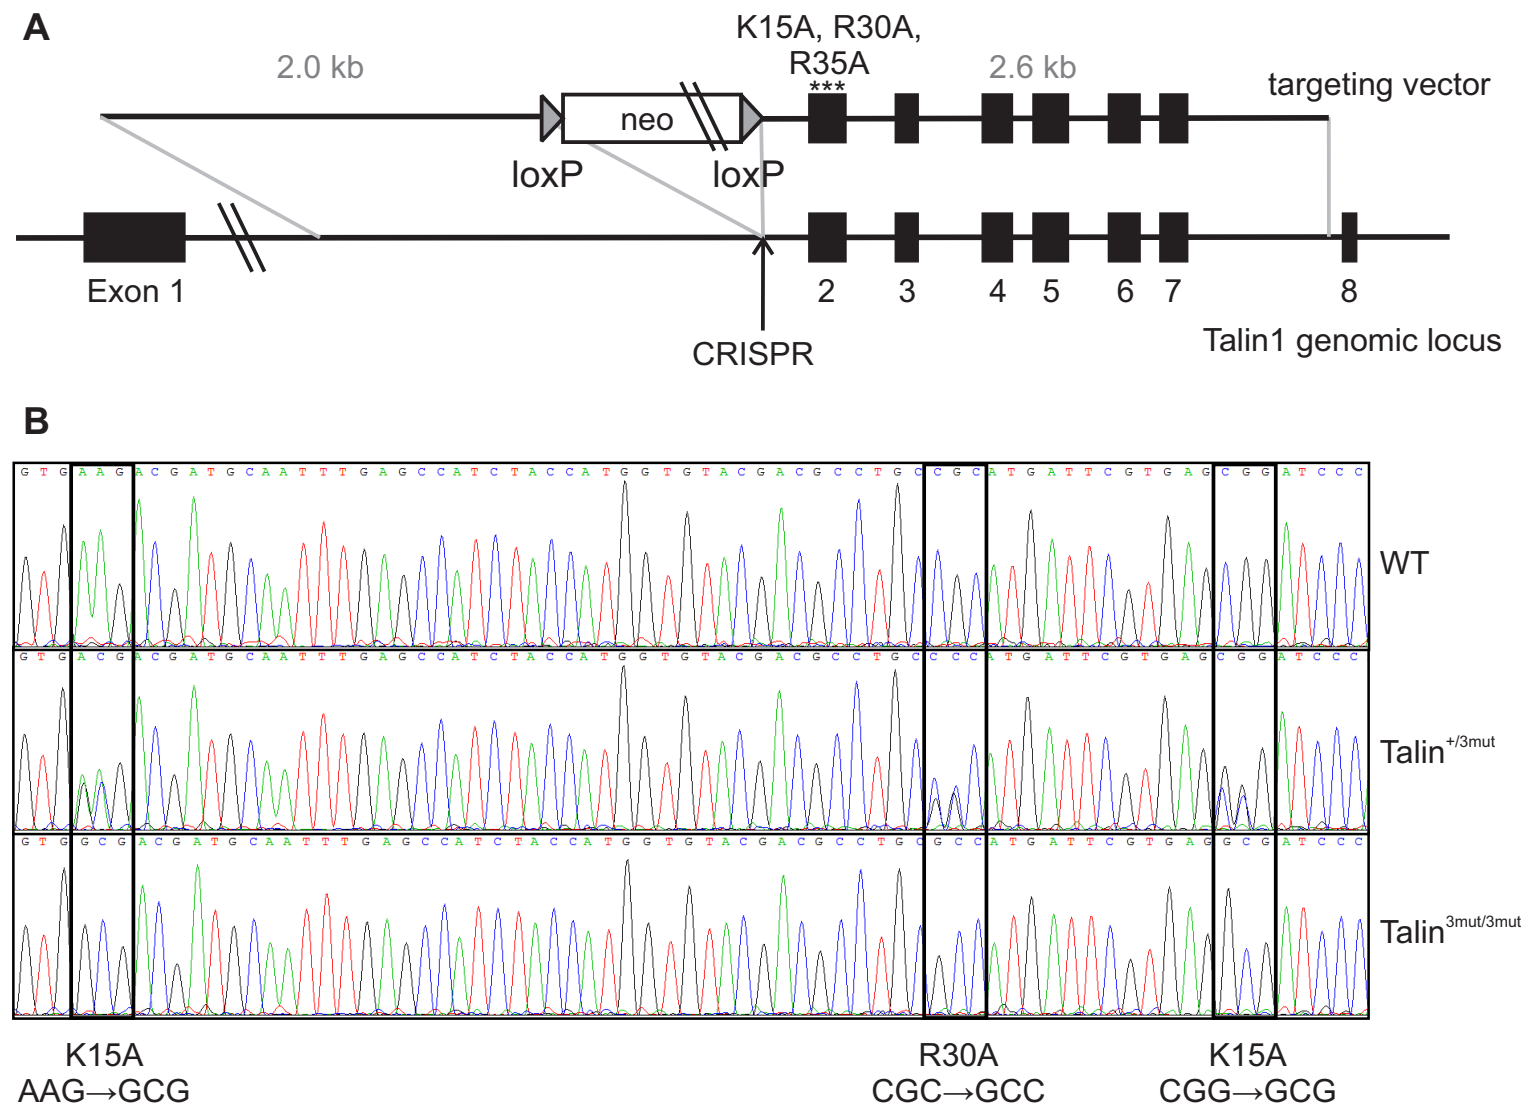 A
K15A, R30A,
R35A
2.0 kb
2.6 kb
***
targeting vector
neo
loxP
loxP
Exon 1
2
3
4
5
6
7
8
CRISPR
Talin1 genomic locus
B
G T G A A G A C G A T G C A A T T T G A G C C A T C T A C C A T G G T G T A C G A C G C C T G C C G C A T G A T T C G T G A G C G G A T C C C
WT
G T G A C G A C G A T G C A A T T T G A G C C A T C T A C C A T G G T G T A C G A C G C C T G C C C C A T G A T T C G T G A G C G G A T C C C
Talin+/3mut
G T G G C G A C G A T G C A A T T T G A G C C A T C T A C C A T G G T G T A C G A C G C C T G C G C C A T G A T T C G T G A G G C G A T C C C
Talin3mut/3mut
K15A
AAG→GCG
R30A
CGC→GCC
K15A
CGG→GCG